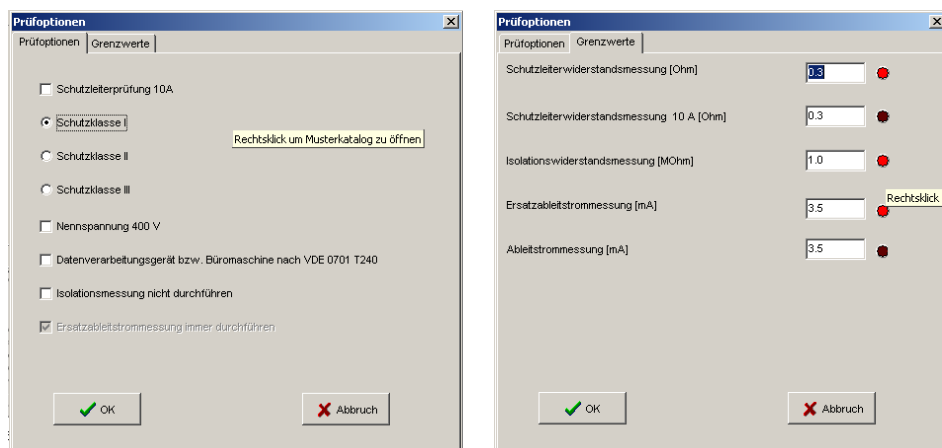 Prüfoptionen
Prüfoptionen Grenzwerte
Schutzleiterprüfung 10A
Schutzklasse I
Rechtsklick um Musterkatalog zu öffnen
Schutzklasse II
Schutzklasse III
Nennspannung 400 V
Datenverarbeitungsgerät bzw. Büromaschine nach VDE 0701 T240
Isolationsmessung nicht durchführen
Ersatzableitstrommessung immer durchführen
OK Abbruch
Prüfoptionen
Prüfoptionen Grenzwerte
Schutzleiterwiderstandsmessung [Ohm] 0.3
Schutzleiterwiderstandsmessung 10 A [Ohm] 0.3
Isolationswiderstandsmessung [MOhm] 1.0
Rechtsklick
Ersatzableitstrommessung [mA] 3.5
Ableitstrommessung [mA] 3.5
OK Abbruch